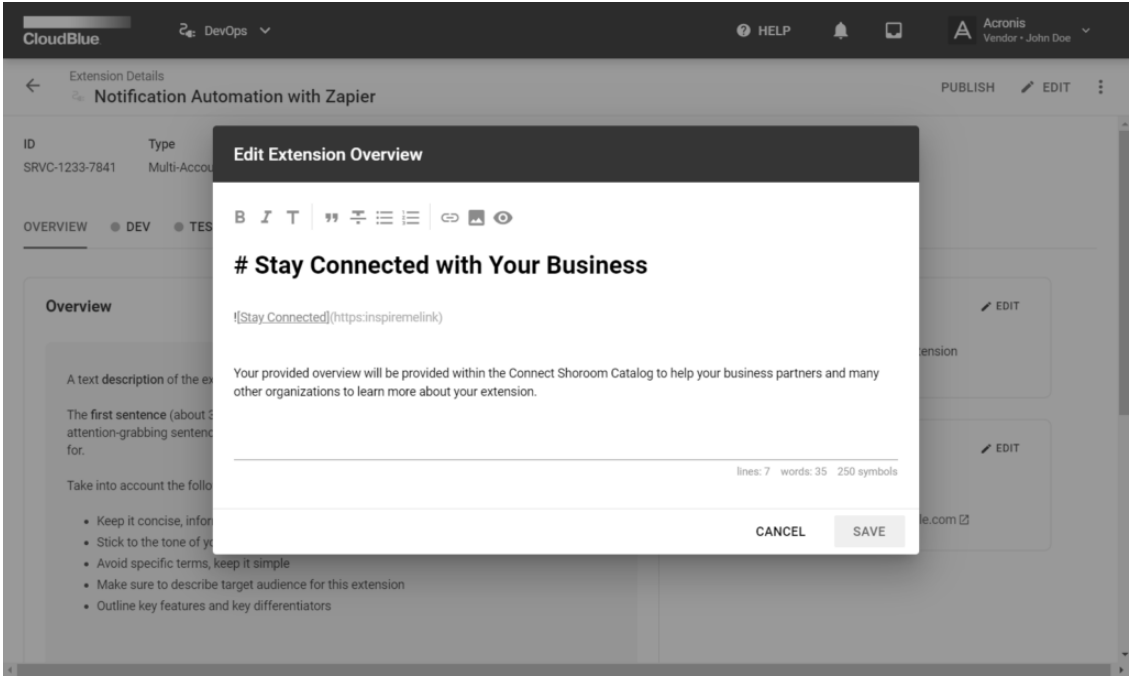 CloudBlue
DevOps
HELP
Acronis
Vendor • John Doe
Extension Details
Notification Automation with Zapier
PUBLISH
EDIT
ID
Type
SRVC-1233-7841
Multi-Accou
OVERVIEW
DEV
TES
Edit Extension Overview
B I T
# Stay Connected with Your Business
![Stay Connected](https:inspiremelink)
Your provided overview will be provided within the Connect Shoroom Catalog to help your business partners and many
other organizations to learn more about your extension.
lines: 7 words: 35 250 symbols
CANCEL
SAVE
Overview
A text description of the ex
The first sentence (about 3
attention-grabbing sentenc
for.
Take into account the follo
• Keep it concise, infor
• Stick to the tone of yo
• Avoid specific terms, keep it simple
• Make sure to describe target audience for this extension
• Outline key features and key differentiators
EDIT
ension
EDIT
le.com